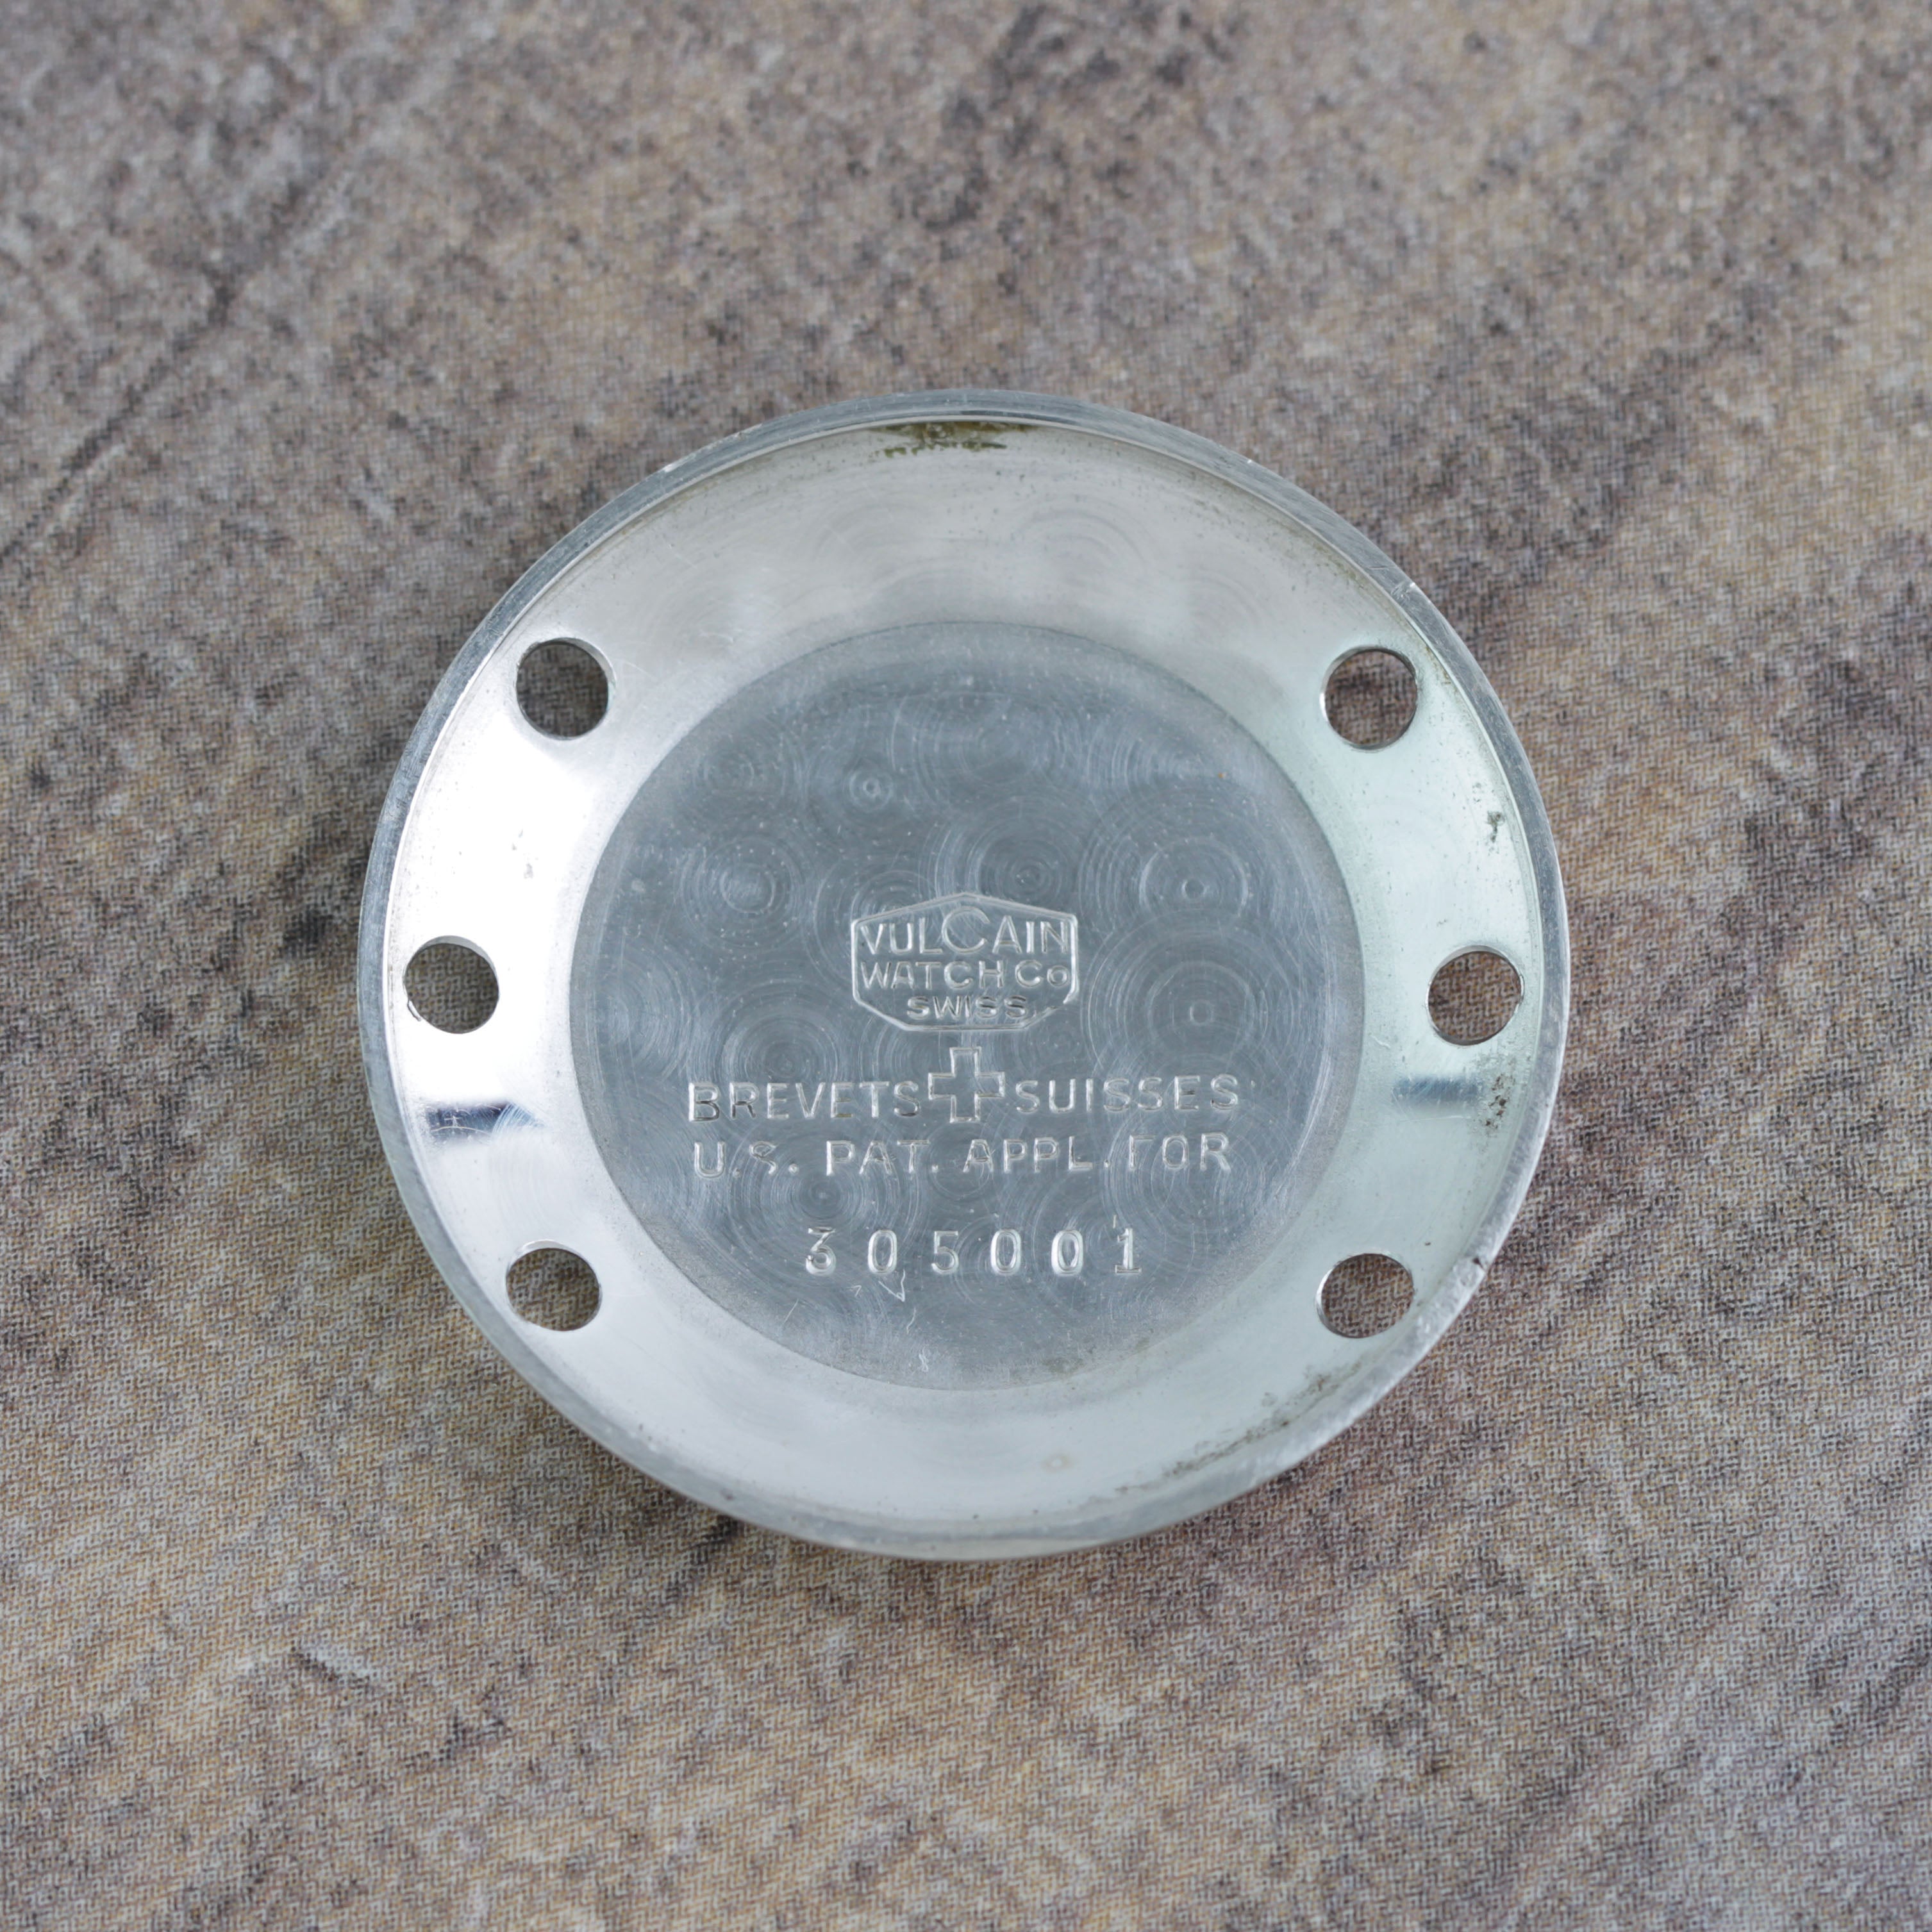 VULCAIN
WATCH Co
SWISS
BREVETS SUISSES
U.S. PAT. APPL. FOR
305001